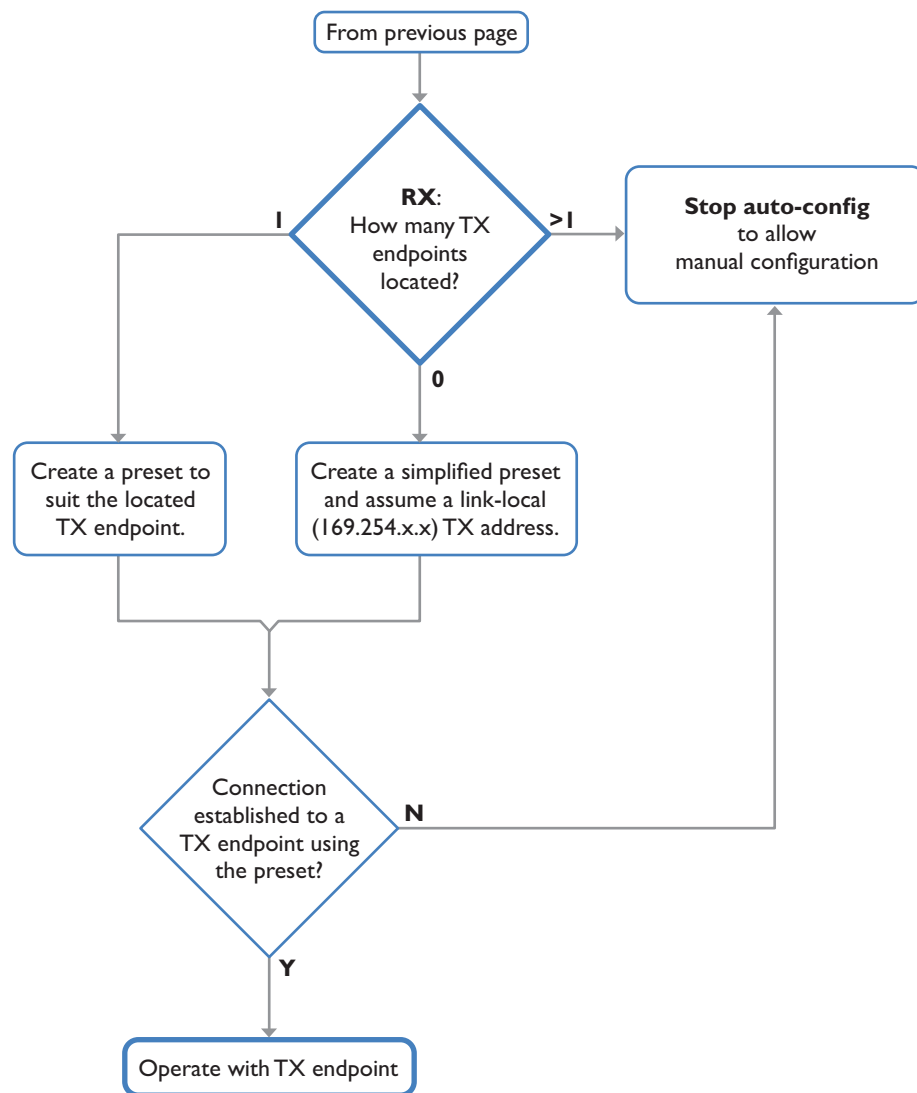 From previous page
RX:
How many TX
endpoints
located?
1
>1
0
Stop auto-config
to allow
manual configuration
Create a preset to
suit the located
TX endpoint.
Create a simplified preset
and assume a link-local
(169.254.x.x) TX address.
Connection
established to a
TX endpoint using
the preset?
N
Y
Operate with TX endpoint